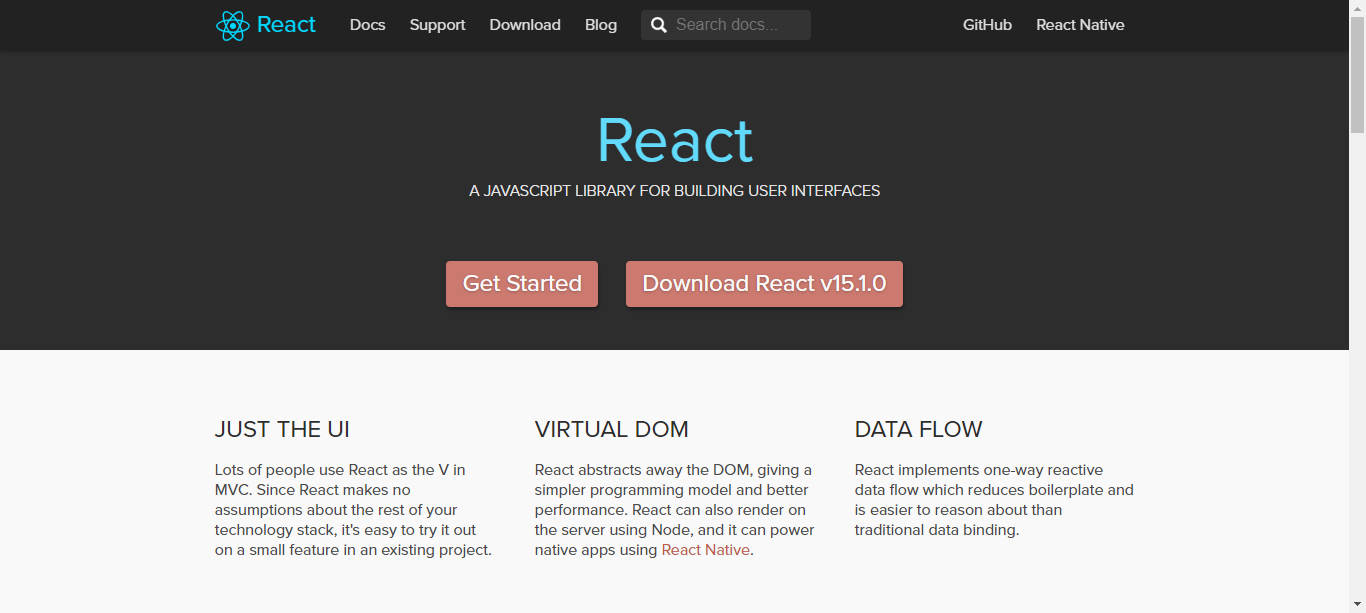 React Docs Support Download Blog Search docs... GitHub React Native
React
A JAVASCRIPT LIBRARY FOR BUILDING USER INTERFACES
Get Started Download React v15.1.0
JUST THE UI
Lots of people use React as the V in
MVC. Since React makes no
assumptions about the rest of your
technology stack, it's easy to try it out
on a small feature in an existing project.
VIRTUAL DOM
React abstracts away the DOM, giving a
simpler programming model and better
performance. React can also render on
the server using Node, and it can power
native apps using React Native.
DATA FLOW
React implements one-way reactive
data flow which reduces boilerplate and
is easier to reason about than
traditional data binding.